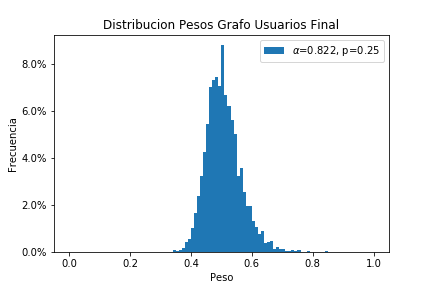 Distribucion Pesos Grafo Usuarios Final
α=0.822, p=0.25
8.0%
6.0%
4.0%
2.0%
0.0%
Frecuencia
0.0 0.2 0.4 0.6 0.8 1.0
Peso